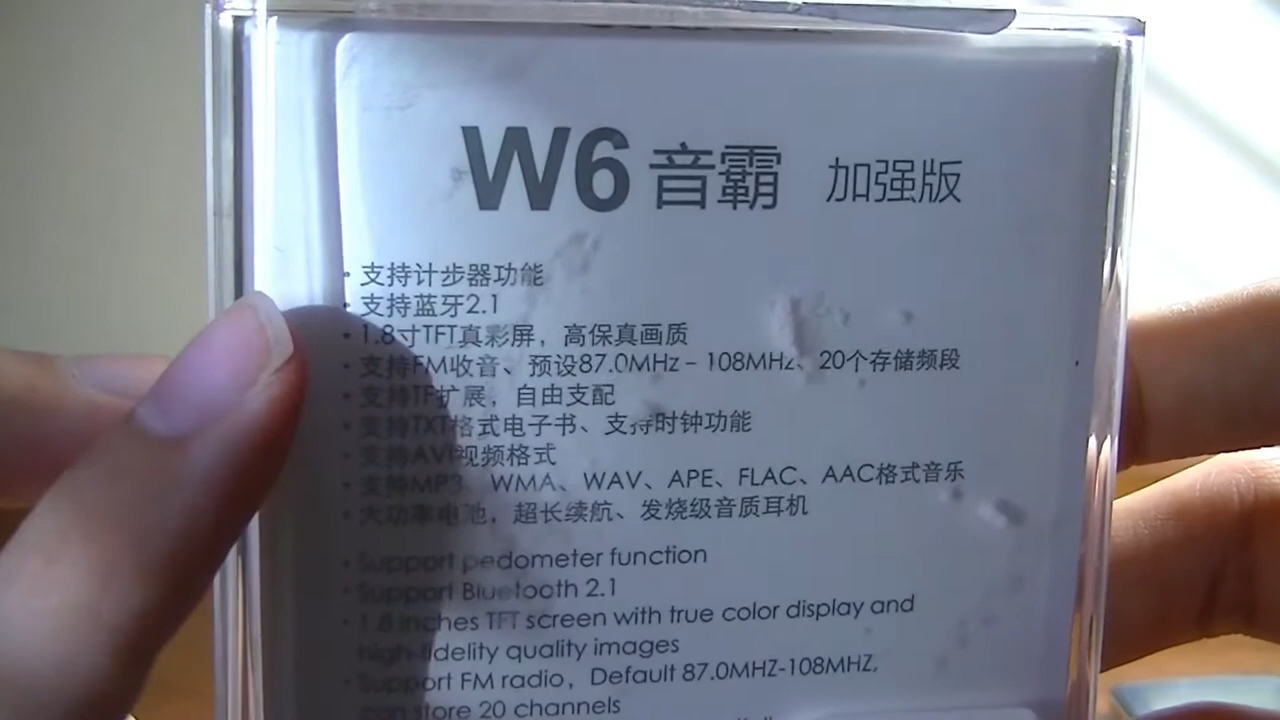 W6 音霸 加强版
· 支持计步器功能
· 支持蓝牙2.1
· 1.8寸TFT真彩屏，高保真画质
· 支持FM收音、预设87.0MHz－108MHz、20个存储频段
· 支持TF扩展，自由支配
· 支持TXT格式电子书、支持时钟功能
· 支持AVI视频格式
· 支持MP3、WMA、WAV、APE、FLAC、AAC格式音乐
· 大功率电池，超长续航、发烧级音质耳机
· Support pedometer function
· Support Bluetooth 2.1
· 1.8 inches TFT screen with true color display and
high-fidelity quality images
· Support FM radio，Default 87.0MHZ-108MHZ,
can store 20 channels